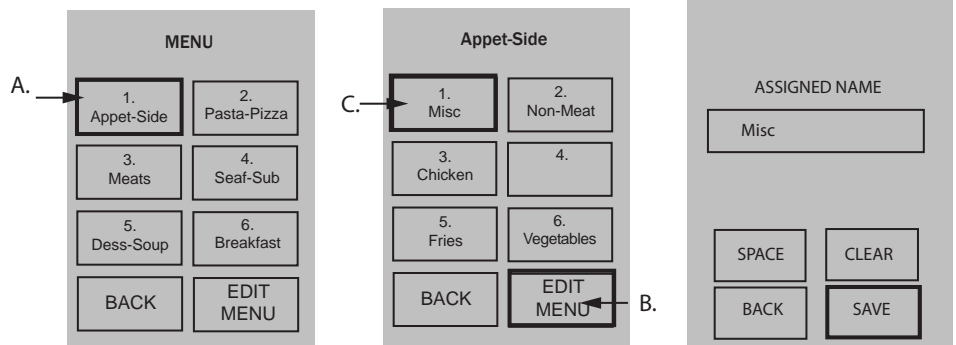 MENU
A.
1.
Appet-Side
2.
Pasta-Pizza
3.
Meats
4.
Seaf-Sub
5.
Dess-Soup
6.
Breakfast
BACK
EDIT
MENU
Appet-Side
C.
1.
Misc
2.
Non-Meat
3.
Chicken
4.
5.
Fries
6.
Vegetables
BACK
EDIT
MENU
B.
ASSIGNED NAME
Misc
SPACE
CLEAR
BACK
SAVE